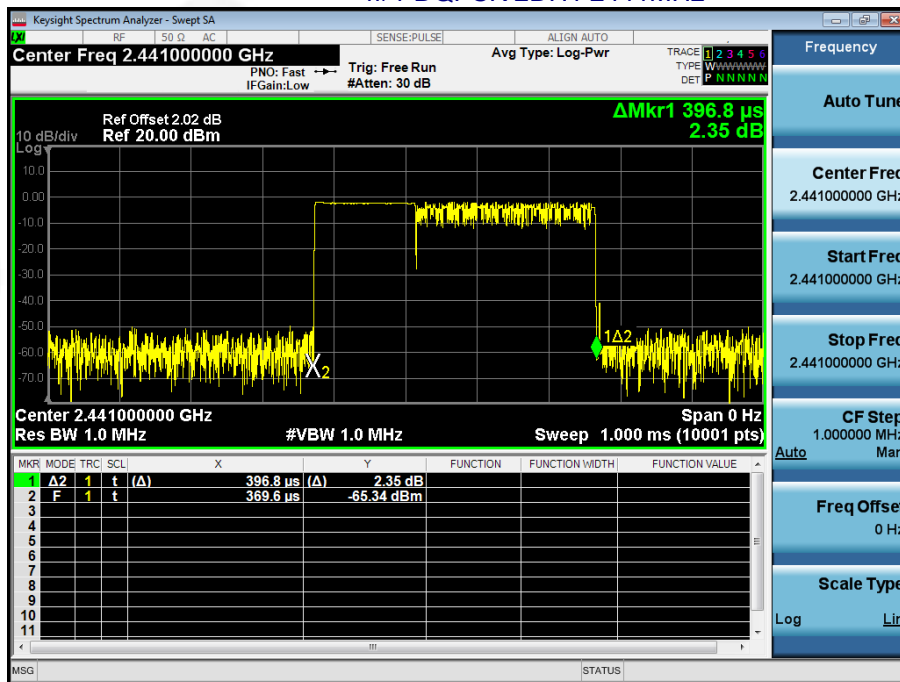 Keysight Spectrum Analyzer - Swept SA
LXI RF 50 Ω AC SENSE:PULSE ALIGN AUTO
Center Freq 2.441000000 GHz
PNO: Fast
IFGain:Low
Trig: Free Run
#Atten: 30 dB
Avg Type: Log-Pwr
TRACE 1 2 3 4 5 6
TYPE WWWWWW
DET P N N N N N
Ref Offset 2.02 dB
10 dB/div Ref 20.00 dBm
Log
ΔMkr1 396.8 µs
2.35 dB
10.0
0.00
-10.0
-20.0
-30.0
-40.0
-50.0
-60.0
-70.0
1Δ2
2
Center 2.441000000 GHz Span 0 Hz
Res BW 1.0 MHz #VBW 1.0 MHz Sweep 1.000 ms (10001 pts)
MKR MODE TRC SCL X Y FUNCTION FUNCTION WIDTH FUNCTION VALUE
1 Δ2 1 t (Δ) 396.8 µs (Δ) 2.35 dB
2 F 1 t 369.6 µs -65.34 dBm
3
4
5
6
7
8
9
10
11
MSG STATUS
Frequency
Auto Tune
Center Freq
2.441000000 GHz
Start Freq
2.441000000 GHz
Stop Freq
2.441000000 GHz
CF Step
1.000000 MHz
Auto Man
Freq Offset
0 Hz
Scale Type
Log Lin